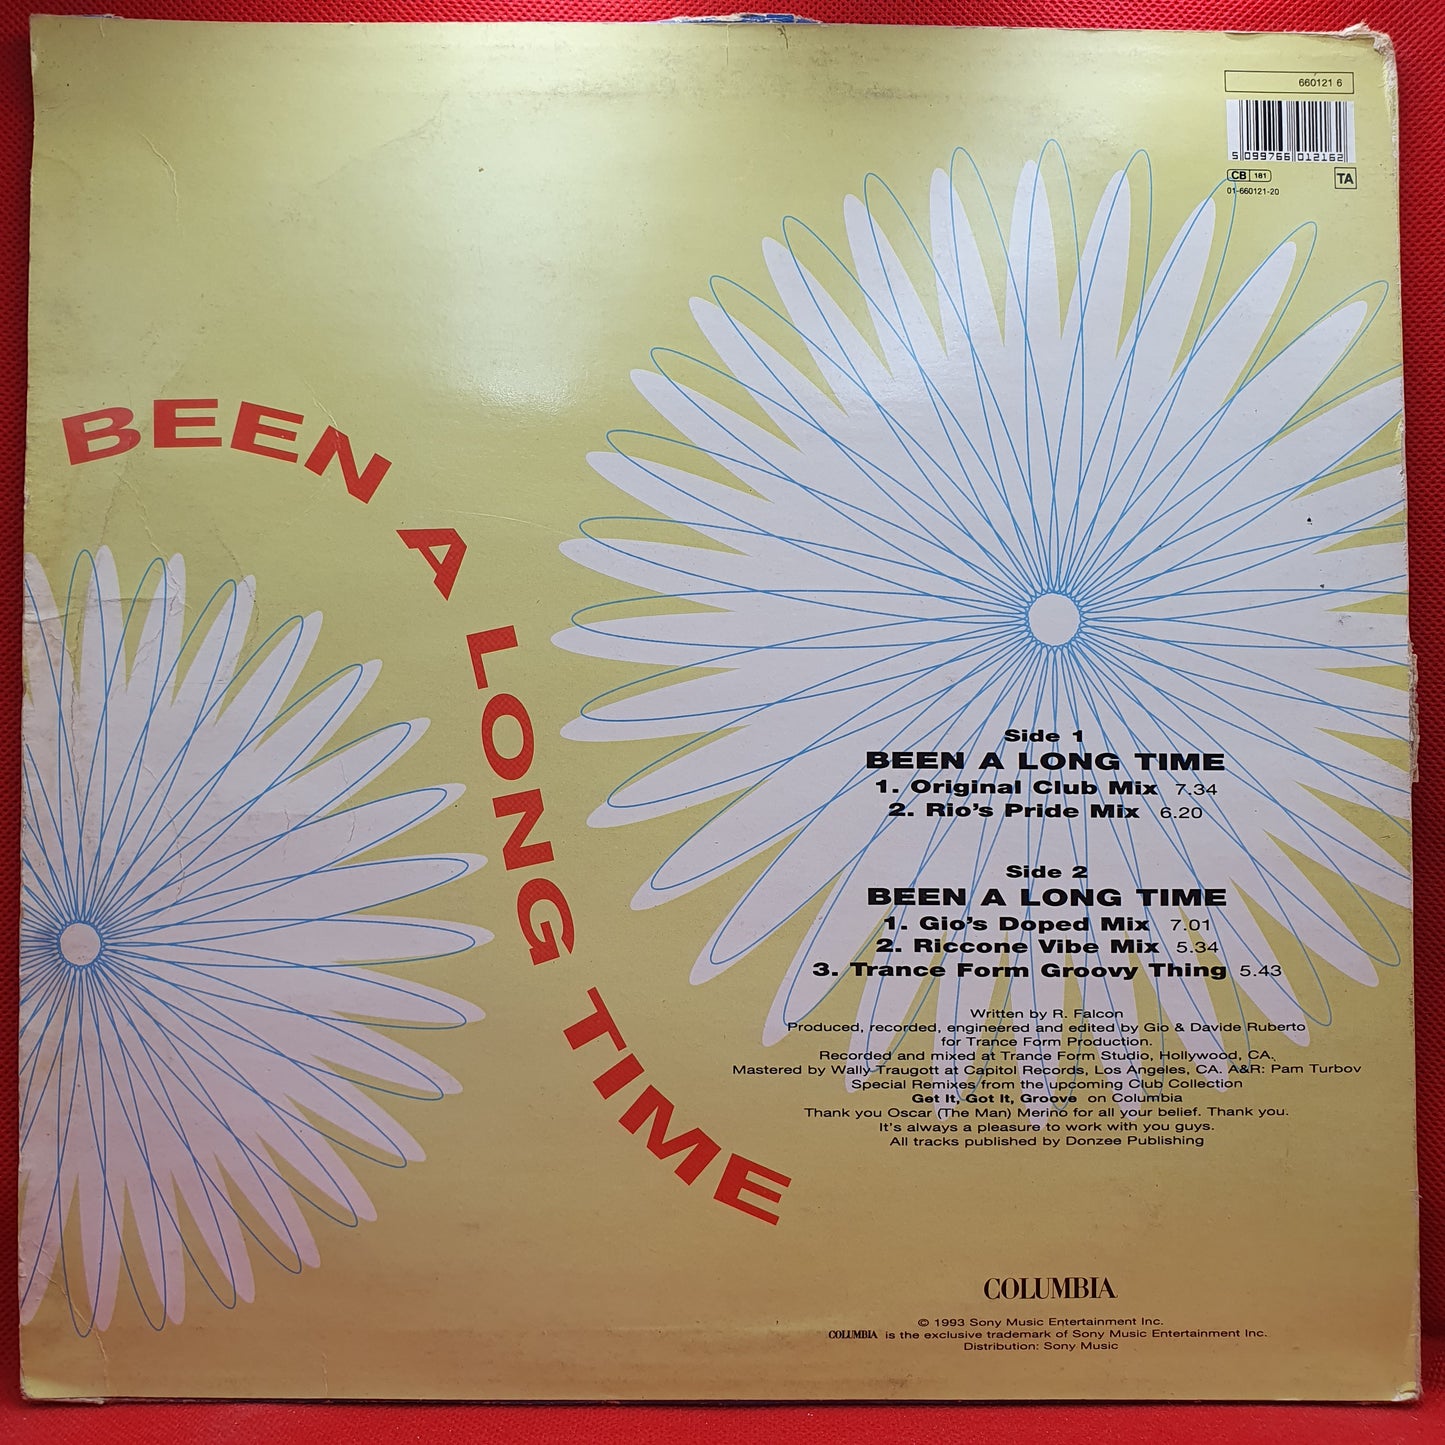 660121 6
5 099766 012162
CB 181
TA
01-660121-20
BEEN A LONG TIME
Side 1
BEEN A LONG TIME
1. Original Club Mix 7.34
2. Rio's Pride Mix 6.20
Side 2
BEEN A LONG TIME
1. Gio's Doped Mix 7.01
2. Riccone Vibe Mix 5.34
3. Trance Form Groovy Thing 5.43
Written by R. Falcon
Produced, recorded, engineered and edited by Gio & Davide Ruberto
for Trance Form Production.
Recorded and mixed at Trance Form Studio, Hollywood, CA.
Mastered by Wally Traugott at Capitol Records, Los Angeles, CA. A&R: Pam Turbov
Special Remixes from the upcoming Club Collection
Get It, Got It, Groove on Columbia
Thank you Oscar (The Man) Merino for all your belief. Thank you.
It's always a pleasure to work with you guys.
All tracks published by Donzee Publishing
COLUMBIA
© 1993 Sony Music Entertainment Inc.
COLUMBIA is the exclusive trademark of Sony Music Entertainment Inc.
Distribution: Sony Music